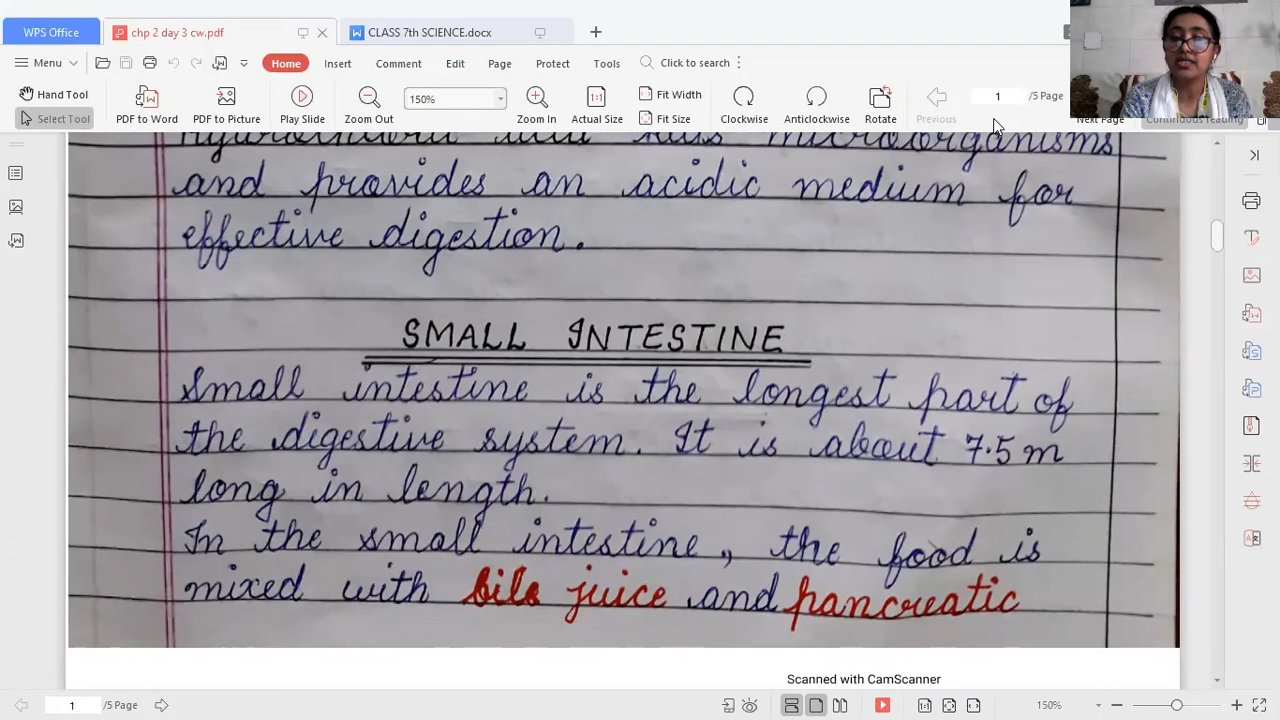 WPS Office
chp 2 day 3 cw.pdf
CLASS 7th SCIENCE.docx
Menu
Home
Insert
Comment
Edit
Page
Protect
Tools
Click to search
Hand Tool
Select Tool
PDF to Word
PDF to Picture
Play Slide
Zoom Out
150%
Zoom In
Actual Size
Fit Width
Fit Size
Clockwise
Anticlockwise
Rotate
Previous
1 /5 Page
Next Page
Continuous Reading
kills microorganisms
and provides an acidic medium for
effective digestion.
SMALL INTESTINE
Small intestine is the longest part of
the digestive system. It is about 7.5 m
long in length.
In the small intestine, the food is
mixed with bile juice and pancreatic
Scanned with CamScanner
1 /5 Page
150%